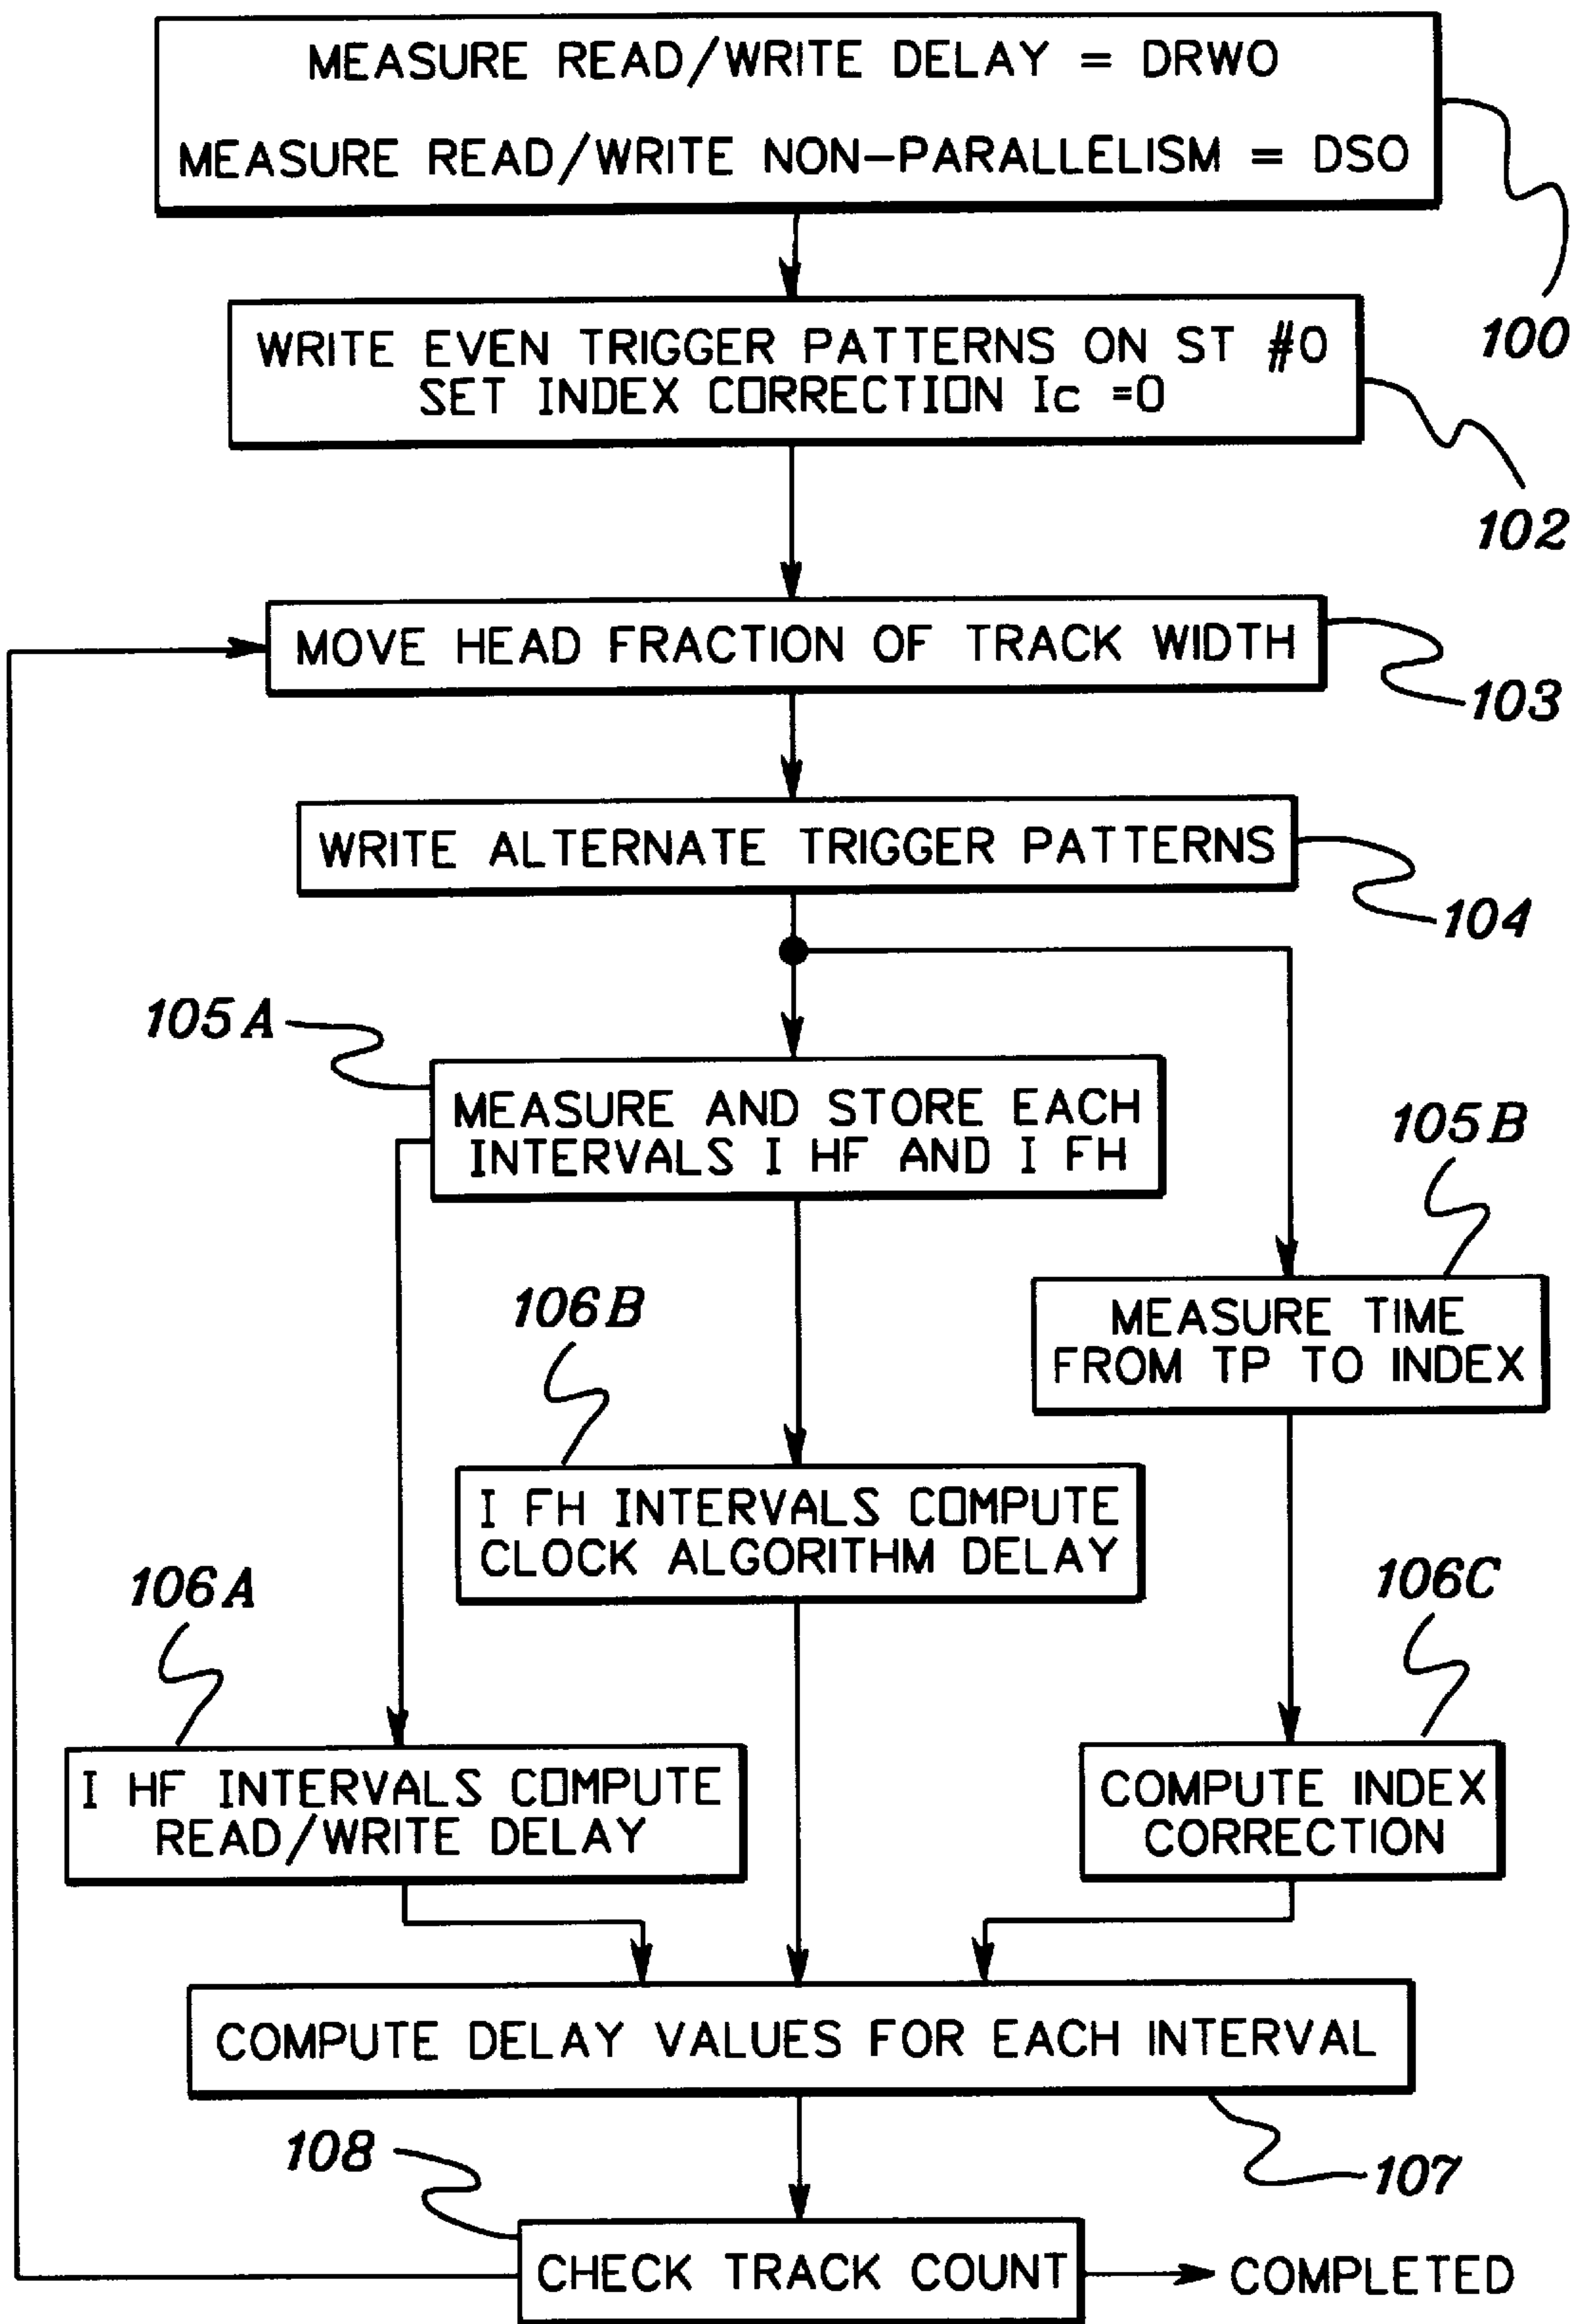 MEASURE READ/WRITE DELAY = DRWO
MEASURE READ/WRITE NON-PARALLELISM = DSO
100
WRITE EVEN TRIGGER PATTERNS ON ST #0
SET INDEX CORRECTION Ic =0
102
MOVE HEAD FRACTION OF TRACK WIDTH
103
WRITE ALTERNATE TRIGGER PATTERNS
104
105A
MEASURE AND STORE EACH
INTERVALS I HF AND I FH
105B
MEASURE TIME
FROM TP TO INDEX
106B
I FH INTERVALS COMPUTE
CLOCK ALGORITHM DELAY
106A
I HF INTERVALS COMPUTE
READ/WRITE DELAY
106C
COMPUTE INDEX
CORRECTION
COMPUTE DELAY VALUES FOR EACH INTERVAL
107
108
CHECK TRACK COUNT
COMPLETED